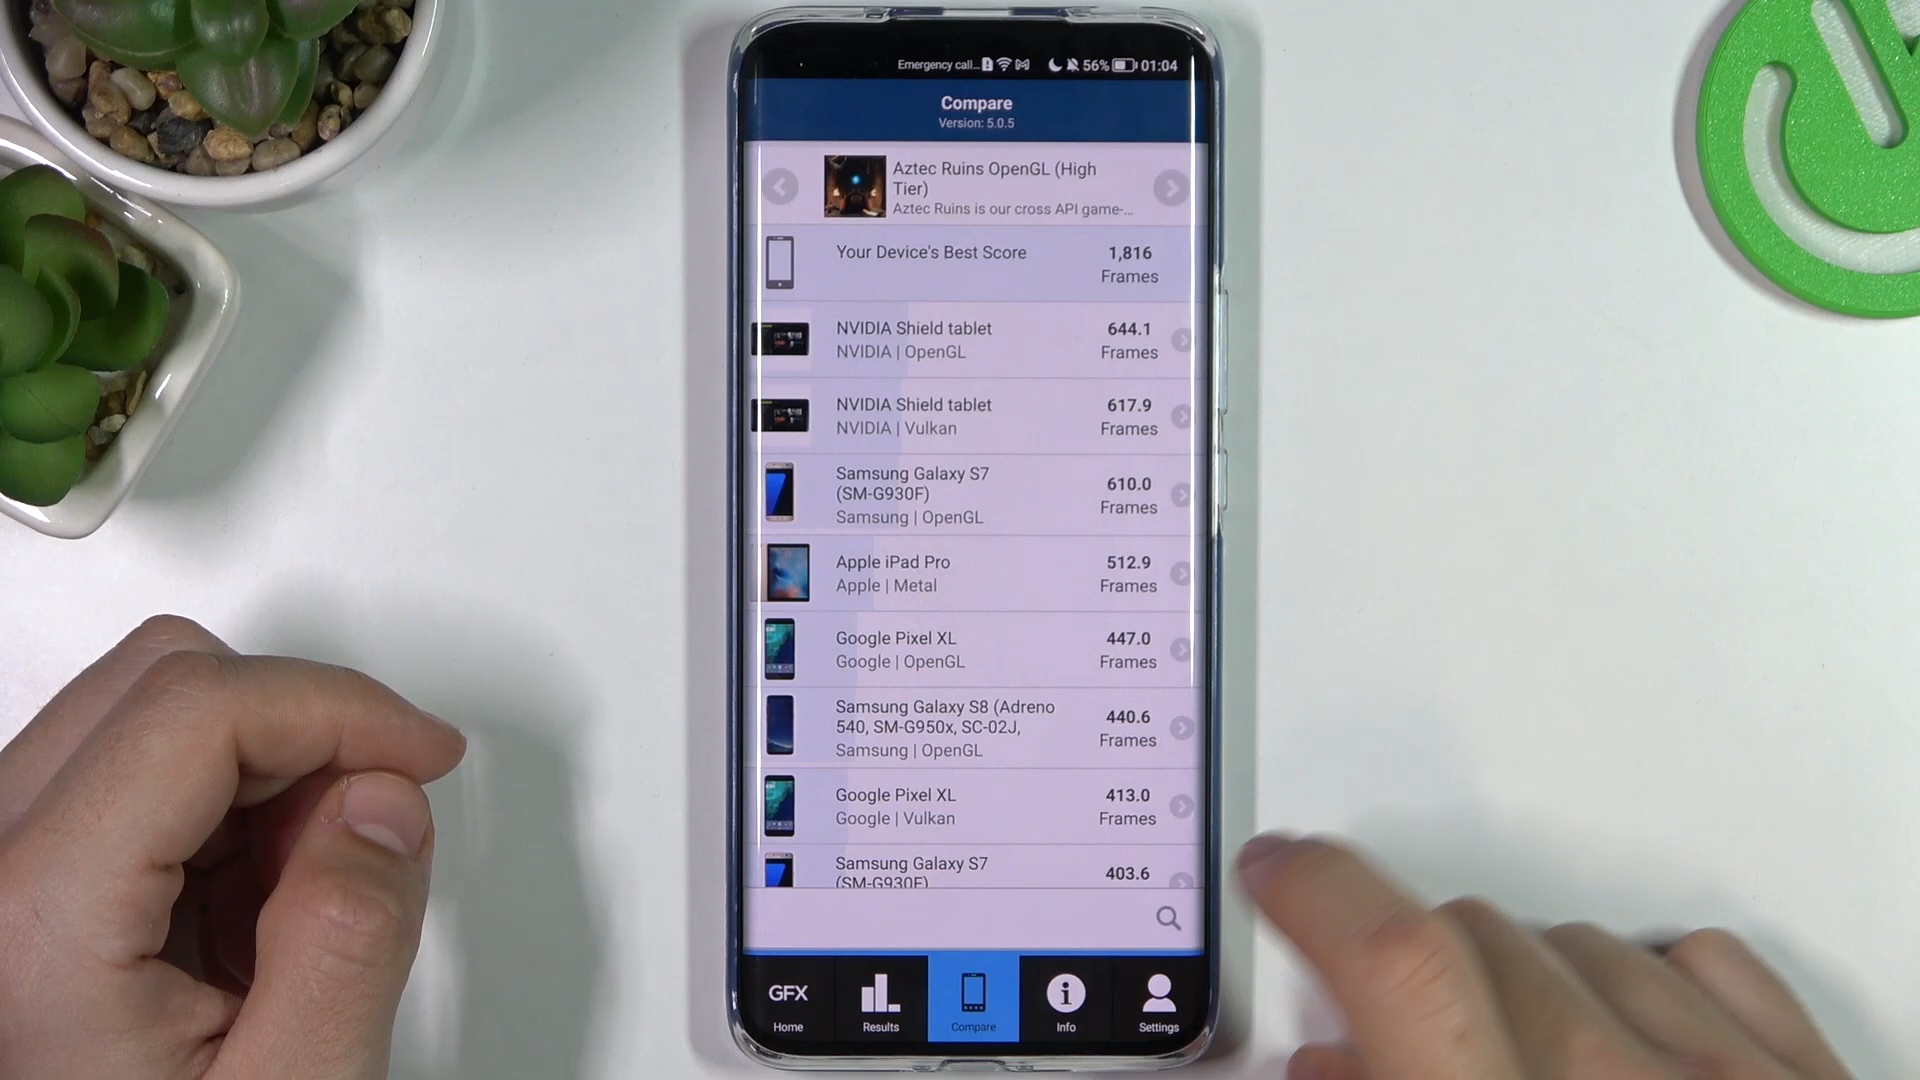 Emergency call... 56% 01:04
Compare
Version: 5.0.5
Aztec Ruins OpenGL (High
Tier)
Aztec Ruins is our cross API game-...
Your Device's Best Score
1,816
Frames
NVIDIA Shield tablet
NVIDIA | OpenGL
644.1
Frames
NVIDIA Shield tablet
NVIDIA | Vulkan
617.9
Frames
Samsung Galaxy S7
(SM-G930F)
Samsung | OpenGL
610.0
Frames
Apple iPad Pro
Apple | Metal
512.9
Frames
Google Pixel XL
Google | OpenGL
447.0
Frames
Samsung Galaxy S8 (Adreno
540, SM-G950x, SC-02J,
Samsung | OpenGL
440.6
Frames
Google Pixel XL
Google | Vulkan
413.0
Frames
Samsung Galaxy S7
(SM-G930F)
403.6
GFX
Home
Results
Compare
Info
Settings